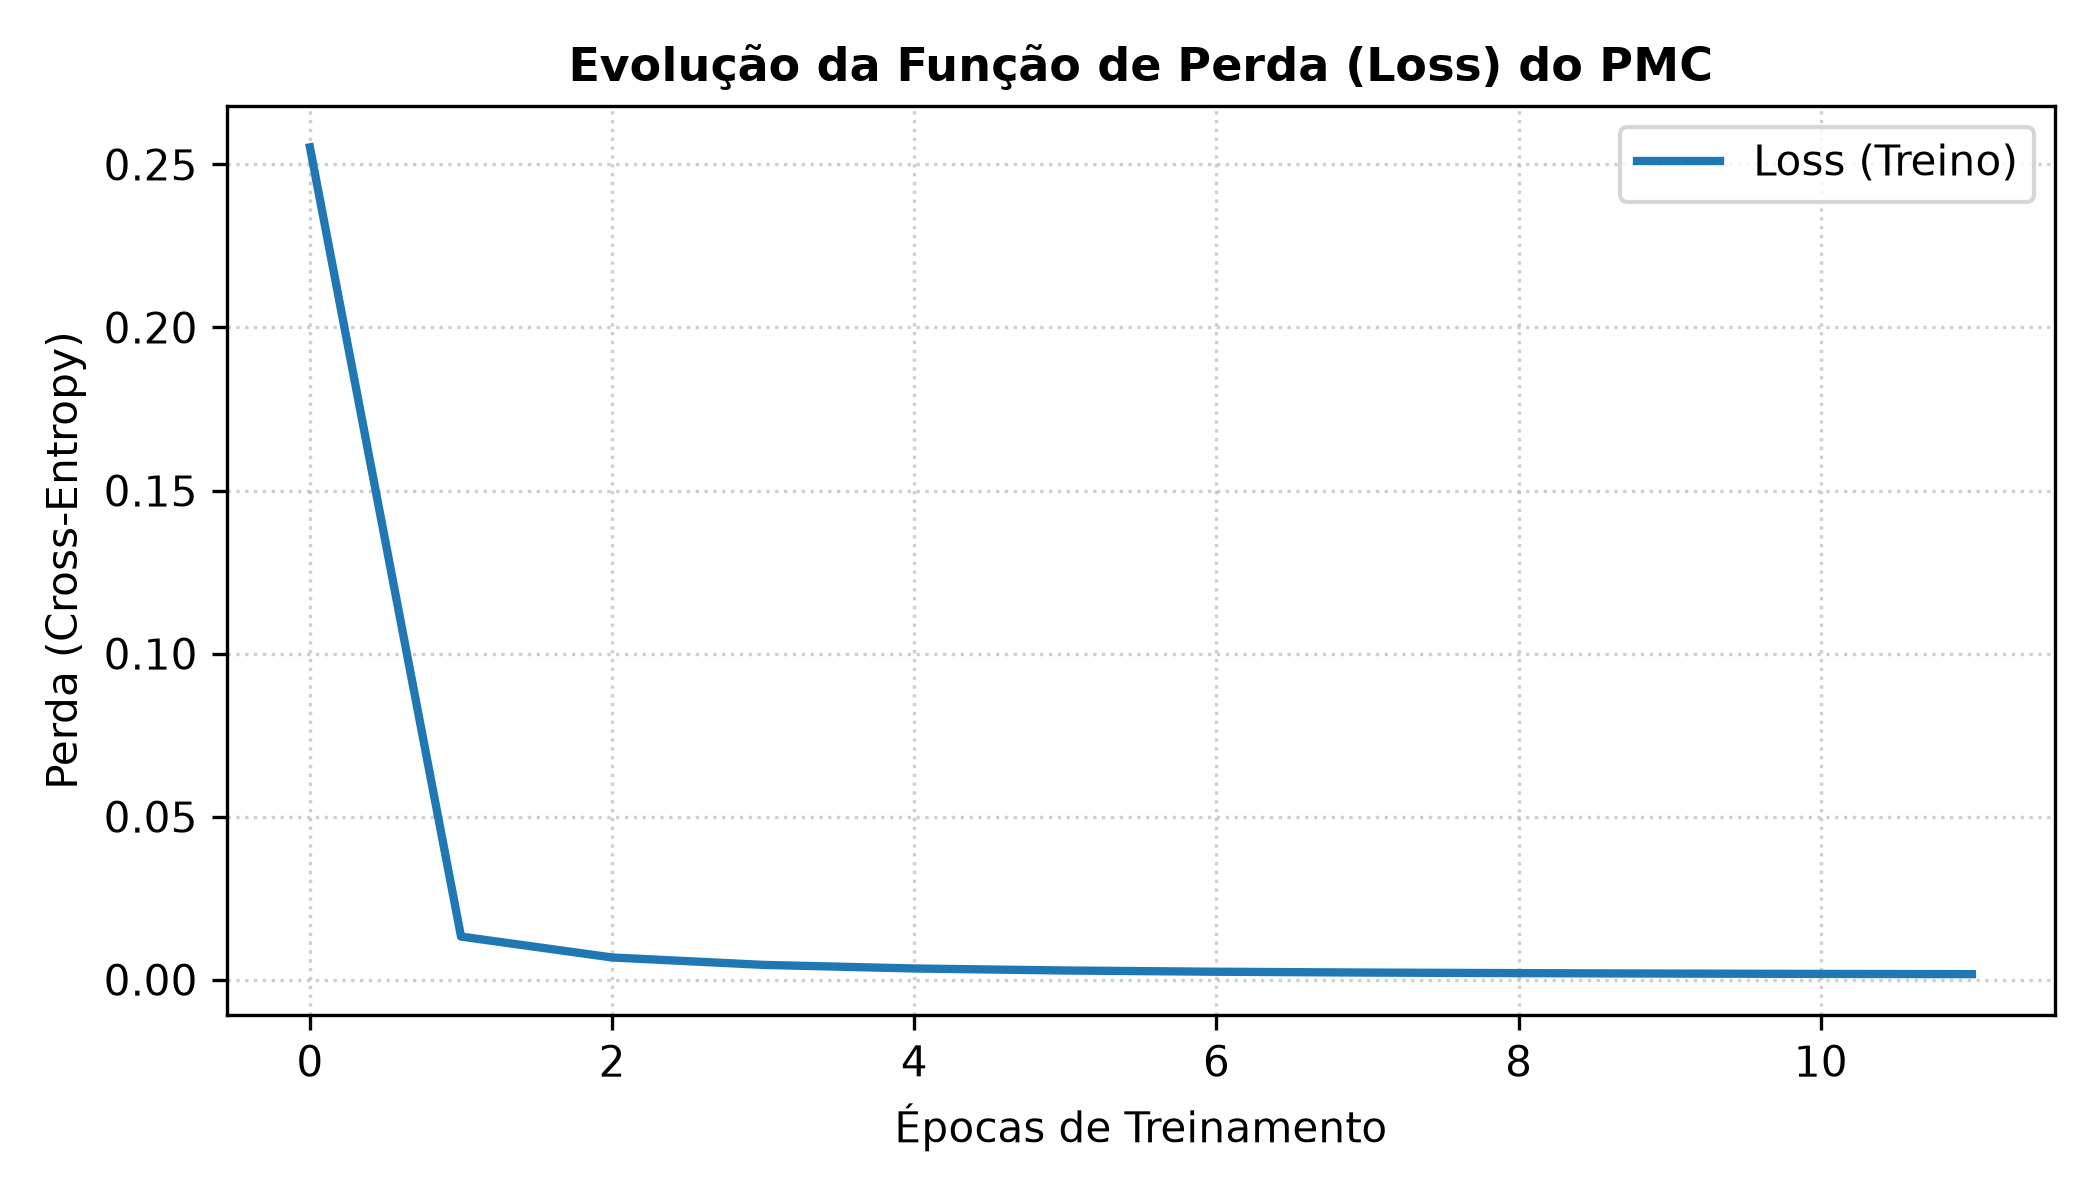 Evolução da Função de Perda (Loss) do PMC
Loss (Treino)
Perda (Cross-Entropy)
0.25
0.20
0.15
0.10
0.05
0.00
0 2 4 6 8 10
Épocas de Treinamento